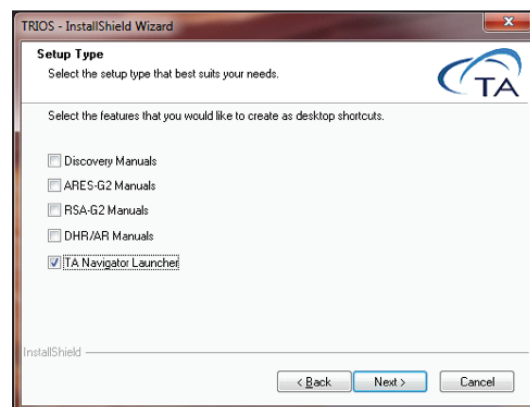 TRIOS - InstallShield Wizard
Setup Type
Select the setup type that best suits your needs.
TA
Select the features that you would like to create as desktop shortcuts.
Discovery Manuals
ARES-G2 Manuals
RSA-G2 Manuals
DHR/AR Manuals
TA Navigator Launcher
InstallShield
< Back Next > Cancel